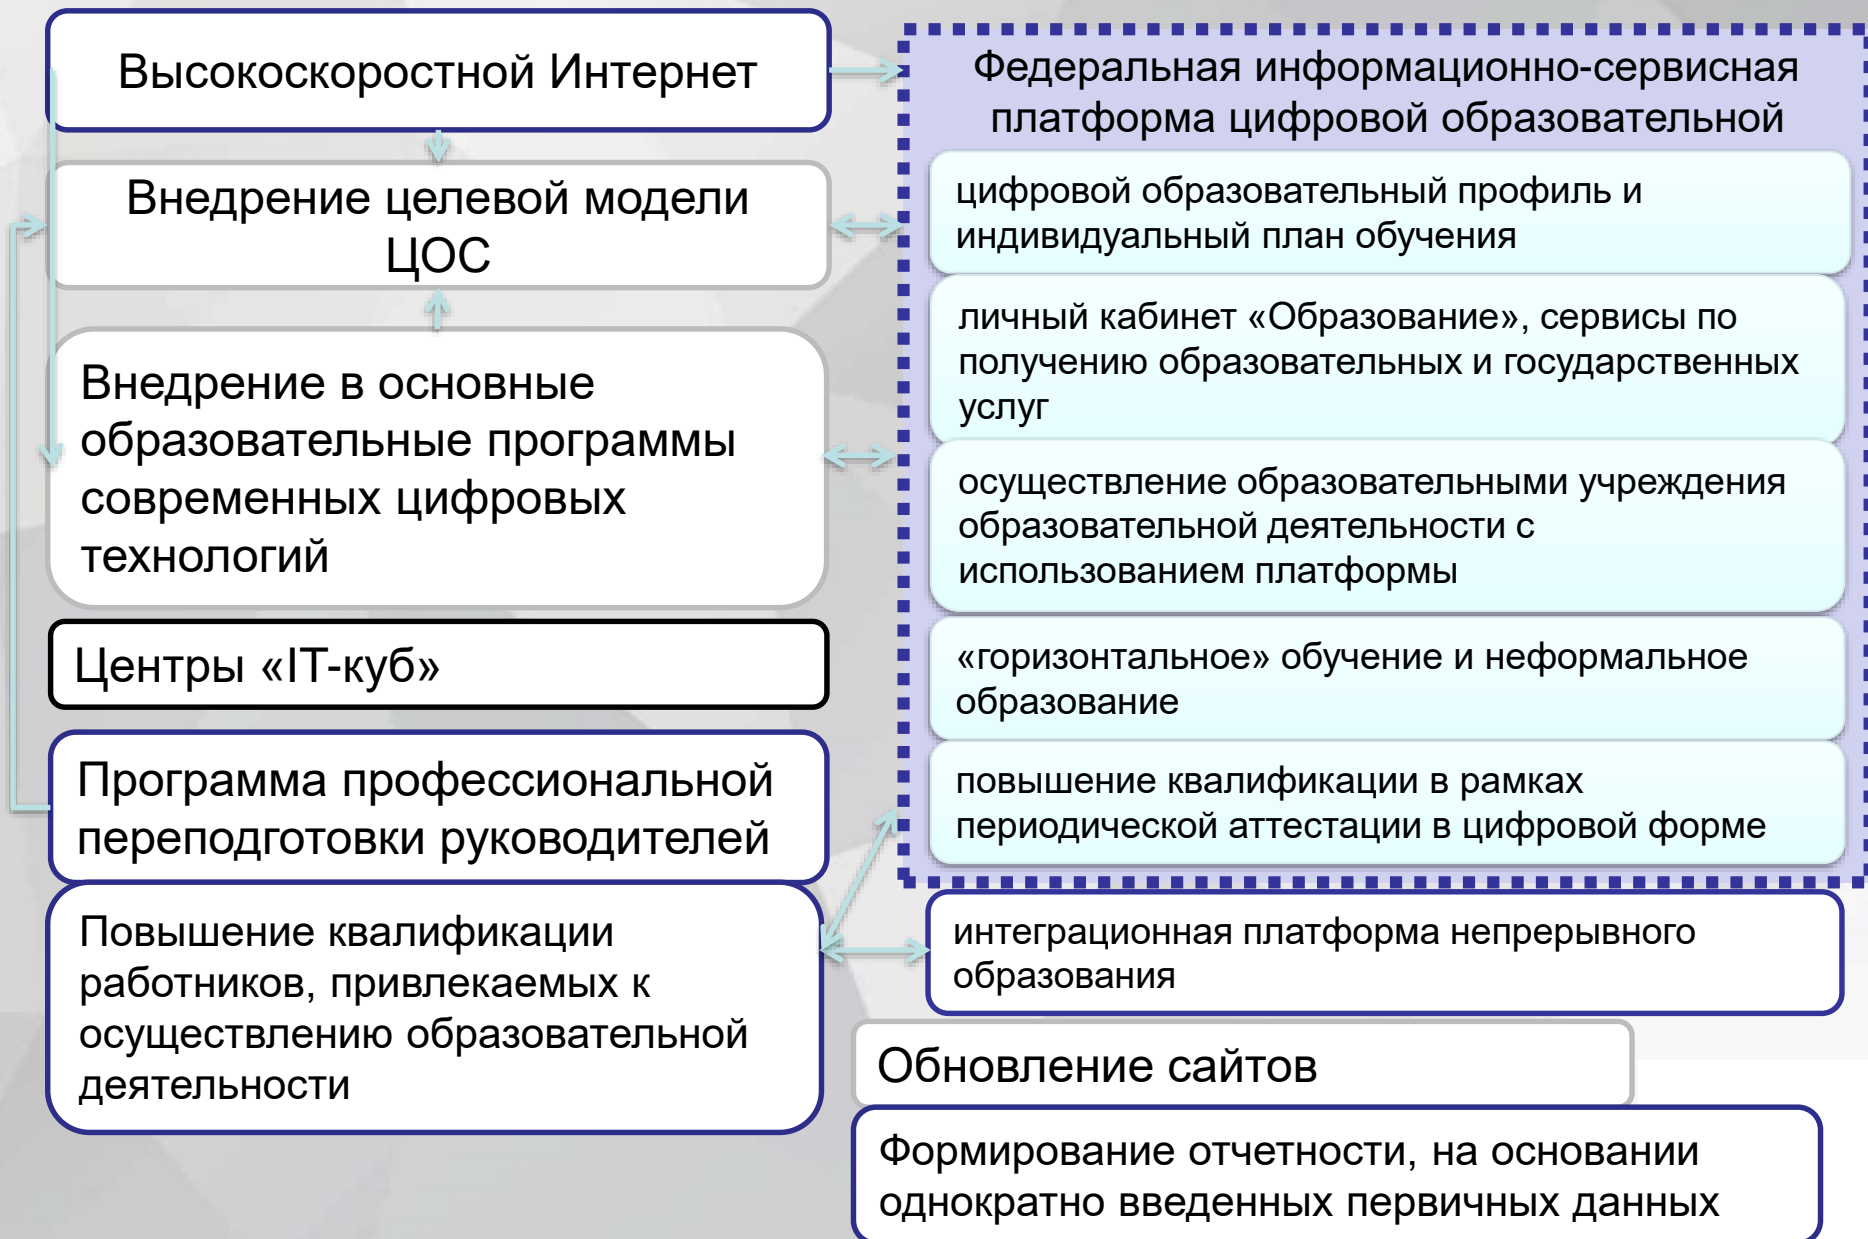 Высокоскоростной Интернет
Внедрение целевой модели
ЦОС
Внедрение в основные
образовательные программы
современных цифровых
технологий
Центры «IT-куб»
Программа профессиональной
переподготовки руководителей
Повышение квалификации
работников, привлекаемых к
осуществлению образовательной
деятельности
Федеральная информационно-сервисная
платформа цифровой образовательной
цифровой образовательный профиль и
индивидуальный план обучения
личный кабинет «Образование», сервисы по
получению образовательных и государственных
услуг
осуществление образовательными учреждения
образовательной деятельности с
использованием платформы
«горизонтальное» обучение и неформальное
образование
повышение квалификации в рамках
периодической аттестации в цифровой форме
интеграционная платформа непрерывного
образования
Обновление сайтов
Формирование отчетности, на основании
однократно введенных первичных данных